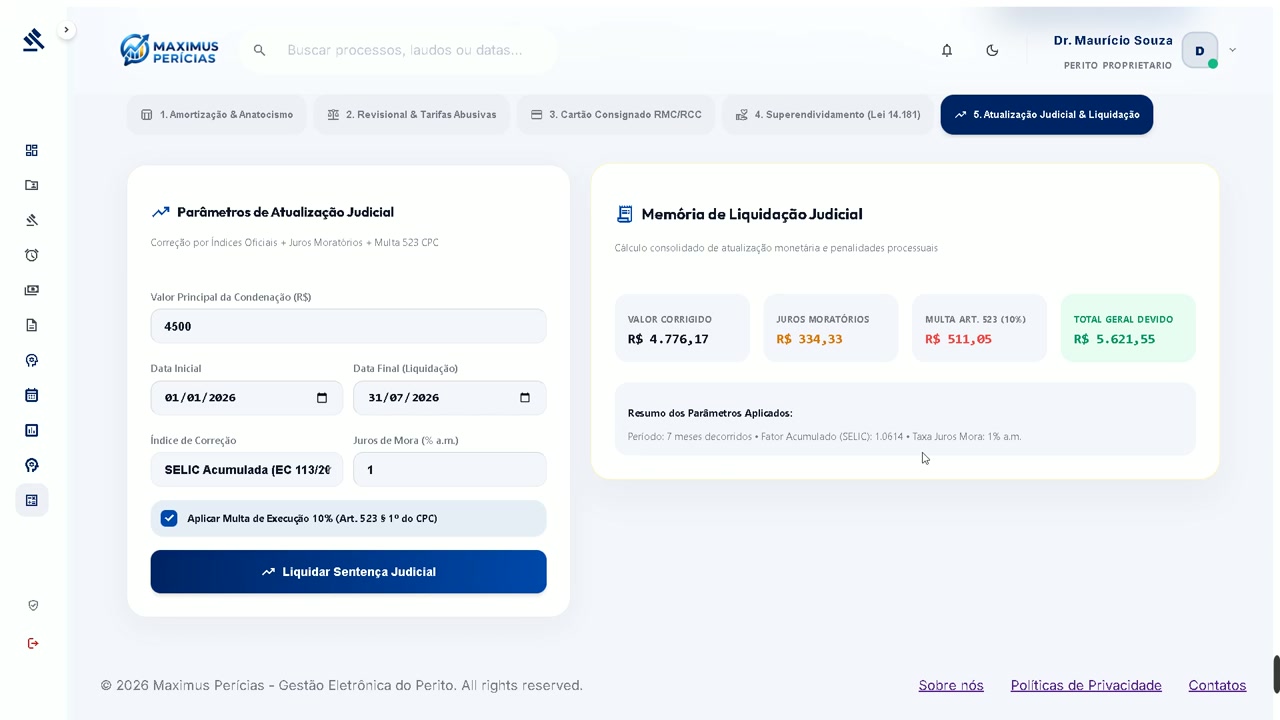 MAXIMUS
PERÍCIAS
Buscar processos, laudos ou datas...
Dr. Maurício Souza
PERITO PROPRIETARIO
D
1. Amortização & Anatocismo
2. Revisional & Tarifas Abusivas
3. Cartão Consignado RMC/RCC
4. Superendividamento (Lei 14.181)
5. Atualização Judicial & Liquidação
Parâmetros de Atualização Judicial
Correção por Índices Oficiais + Juros Moratórios + Multa 523 CPC
Valor Principal da Condenação (R$)
4500
Data Inicial
Data Final (Liquidação)
01/01/2026
31/07/2026
Índice de Correção
Juros de Mora (% a.m.)
SELIC Acumulada (EC 113/20
1
Aplicar Multa de Execução 10% (Art. 523 § 1º do CPC)
Liquidar Sentença Judicial
Memória de Liquidação Judicial
Cálculo consolidado de atualização monetária e penalidades processuais
VALOR CORRIGIDO
R$ 4.776,17
JUROS MORATÓRIOS
R$ 334,33
MULTA ART. 523 (10%)
R$ 511,05
TOTAL GERAL DEVIDO
R$ 5.621,55
Resumo dos Parâmetros Aplicados:
Período: 7 meses decorridos • Fator Acumulado (SELIC): 1.0614 • Taxa Juros Mora: 1% a.m.
© 2026 Maximus Perícias - Gestão Eletrônica do Perito. All rights reserved.
Sobre nós
Políticas de Privacidade
Contatos